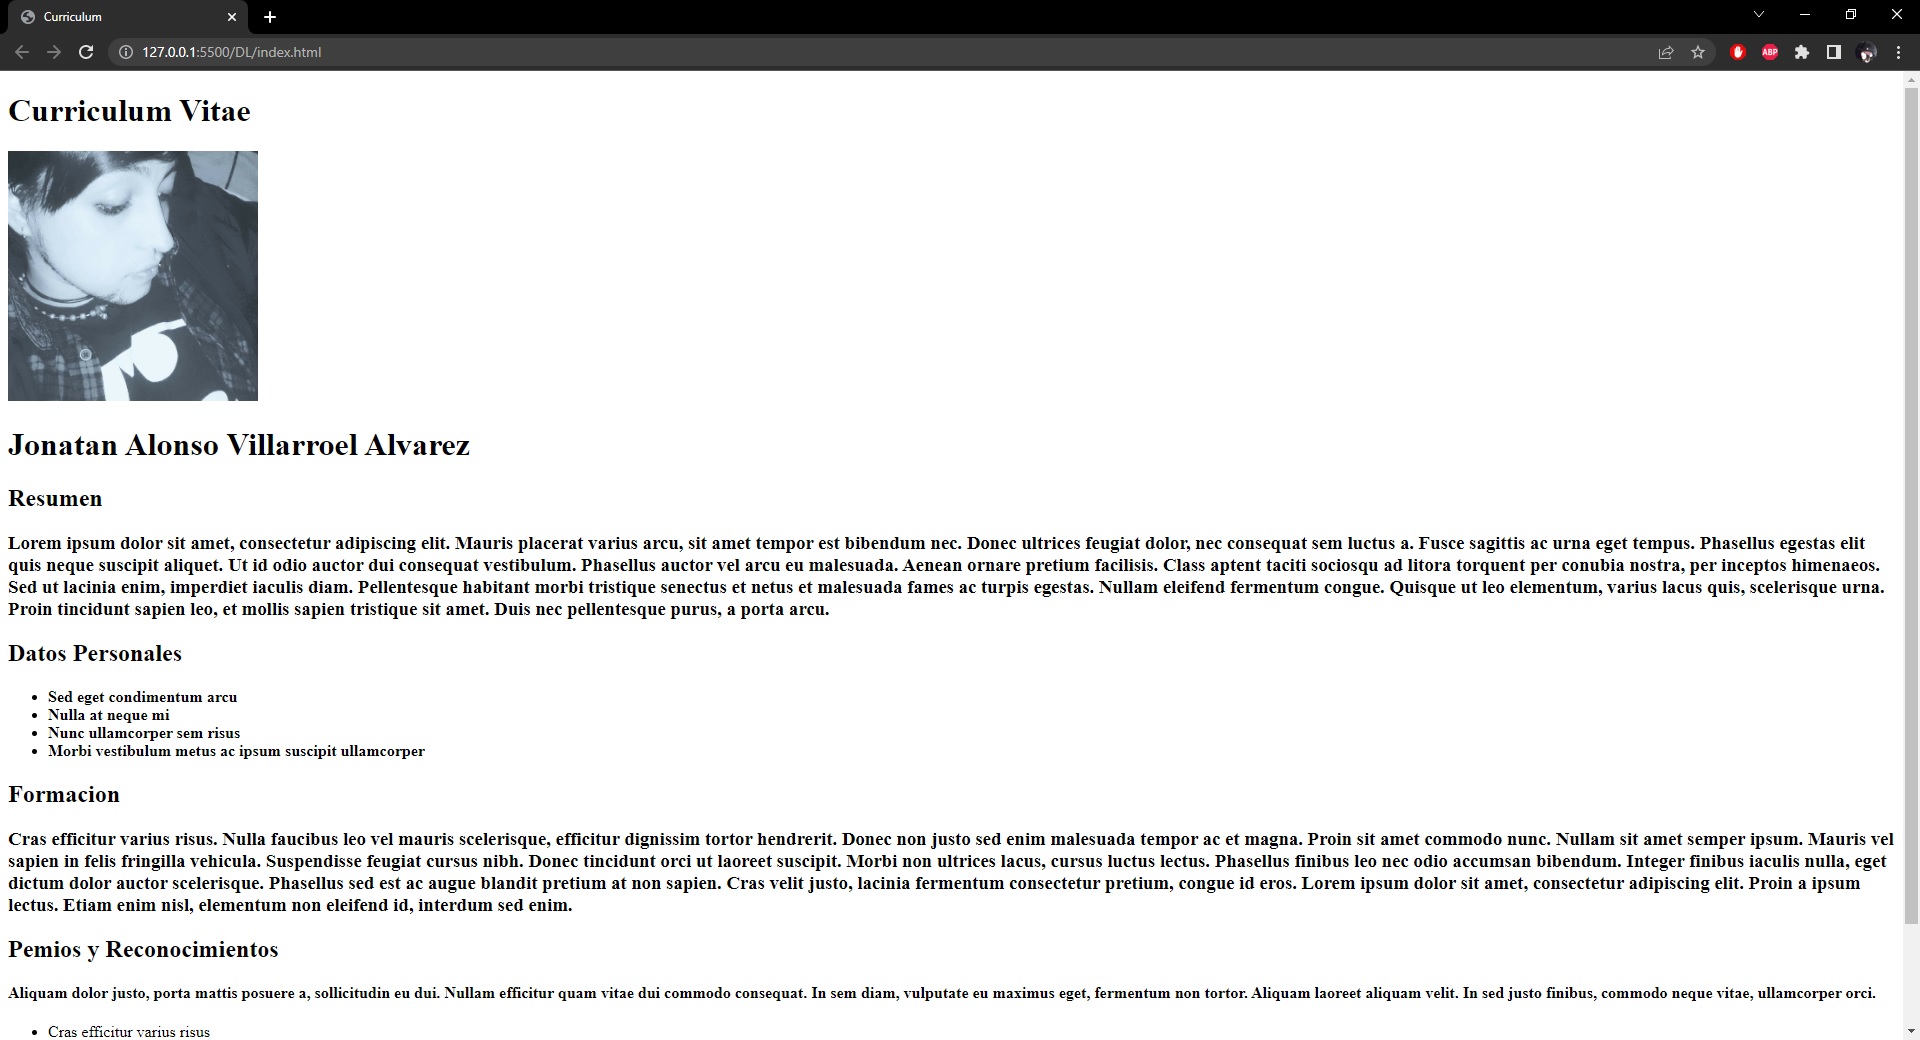 Curriculum
127.0.0.1:5500/DL/index.html
ABP
Curriculum Vitae
Jonatan Alonso Villarroel Alvarez
Resumen
Lorem ipsum dolor sit amet, consectetur adipiscing elit. Mauris placerat varius arcu, sit amet tempor est bibendum nec. Donec ultrices feugiat dolor, nec consequat sem luctus a. Fusce sagittis ac urna eget tempus. Phasellus egestas elit
quis neque suscipit aliquet. Ut id odio auctor dui consequat vestibulum. Phasellus auctor vel arcu eu malesuada. Aenean ornare pretium facilisis. Class aptent taciti sociosqu ad litora torquent per conubia nostra, per inceptos himenaeos.
Sed ut lacinia enim, imperdiet iaculis diam. Pellentesque habitant morbi tristique senectus et netus et malesuada fames ac turpis egestas. Nullam eleifend fermentum congue. Quisque ut leo elementum, varius lacus quis, scelerisque urna.
Proin tincidunt sapien leo, et mollis sapien tristique sit amet. Duis nec pellentesque purus, a porta arcu.
Datos Personales
• Sed eget condimentum arcu
• Nulla at neque mi
• Nunc ullamcorper sem risus
• Morbi vestibulum metus ac ipsum suscipit ullamcorper
Formacion
Cras efficitur varius risus. Nulla faucibus leo vel mauris scelerisque, efficitur dignissim tortor hendrerit. Donec non justo sed enim malesuada tempor ac et magna. Proin sit amet commodo nunc. Nullam sit amet semper ipsum. Mauris vel
sapien in felis fringilla vehicula. Suspendisse feugiat cursus nibh. Donec tincidunt orci ut laoreet suscipit. Morbi non ultrices lacus, cursus luctus lectus. Phasellus finibus leo nec odio accumsan bibendum. Integer finibus iaculis nulla, eget
dictum dolor auctor scelerisque. Phasellus sed est ac augue blandit pretium at non sapien. Cras velit justo, lacinia fermentum consectetur pretium, congue id eros. Lorem ipsum dolor sit amet, consectetur adipiscing elit. Proin a ipsum
lectus. Etiam enim nisl, elementum non eleifend id, interdum sed enim.
Pemios y Reconocimientos
Aliquam dolor justo, porta mattis posuere a, sollicitudin eu dui. Nullam efficitur quam vitae dui commodo consequat. In sem diam, vulputate eu maximus eget, fermentum non tortor. Aliquam laoreet aliquam velit. In sed justo finibus, commodo neque vitae, ullamcorper orci.
• Cras efficitur varius risus